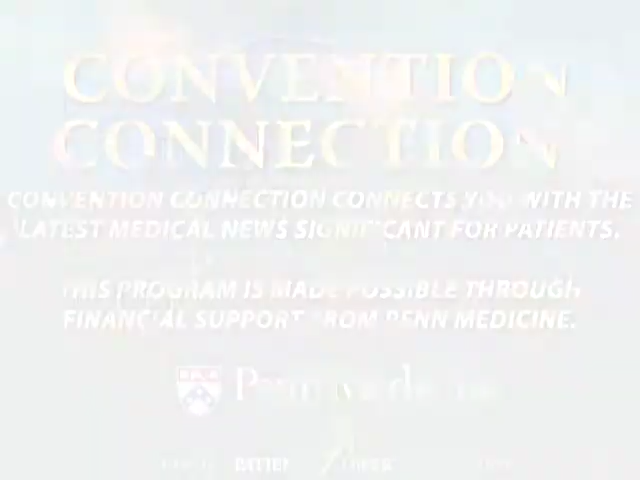 CONVENTION
CONNECTION
CONVENTION CONNECTION CONNECTS YOU WITH THE
LATEST MEDICAL NEWS SIGNIFICANT FOR PATIENTS.
THIS PROGRAM IS MADE POSSIBLE THROUGH
FINANCIAL SUPPORT FROM PENN MEDICINE.
Penn Medicine